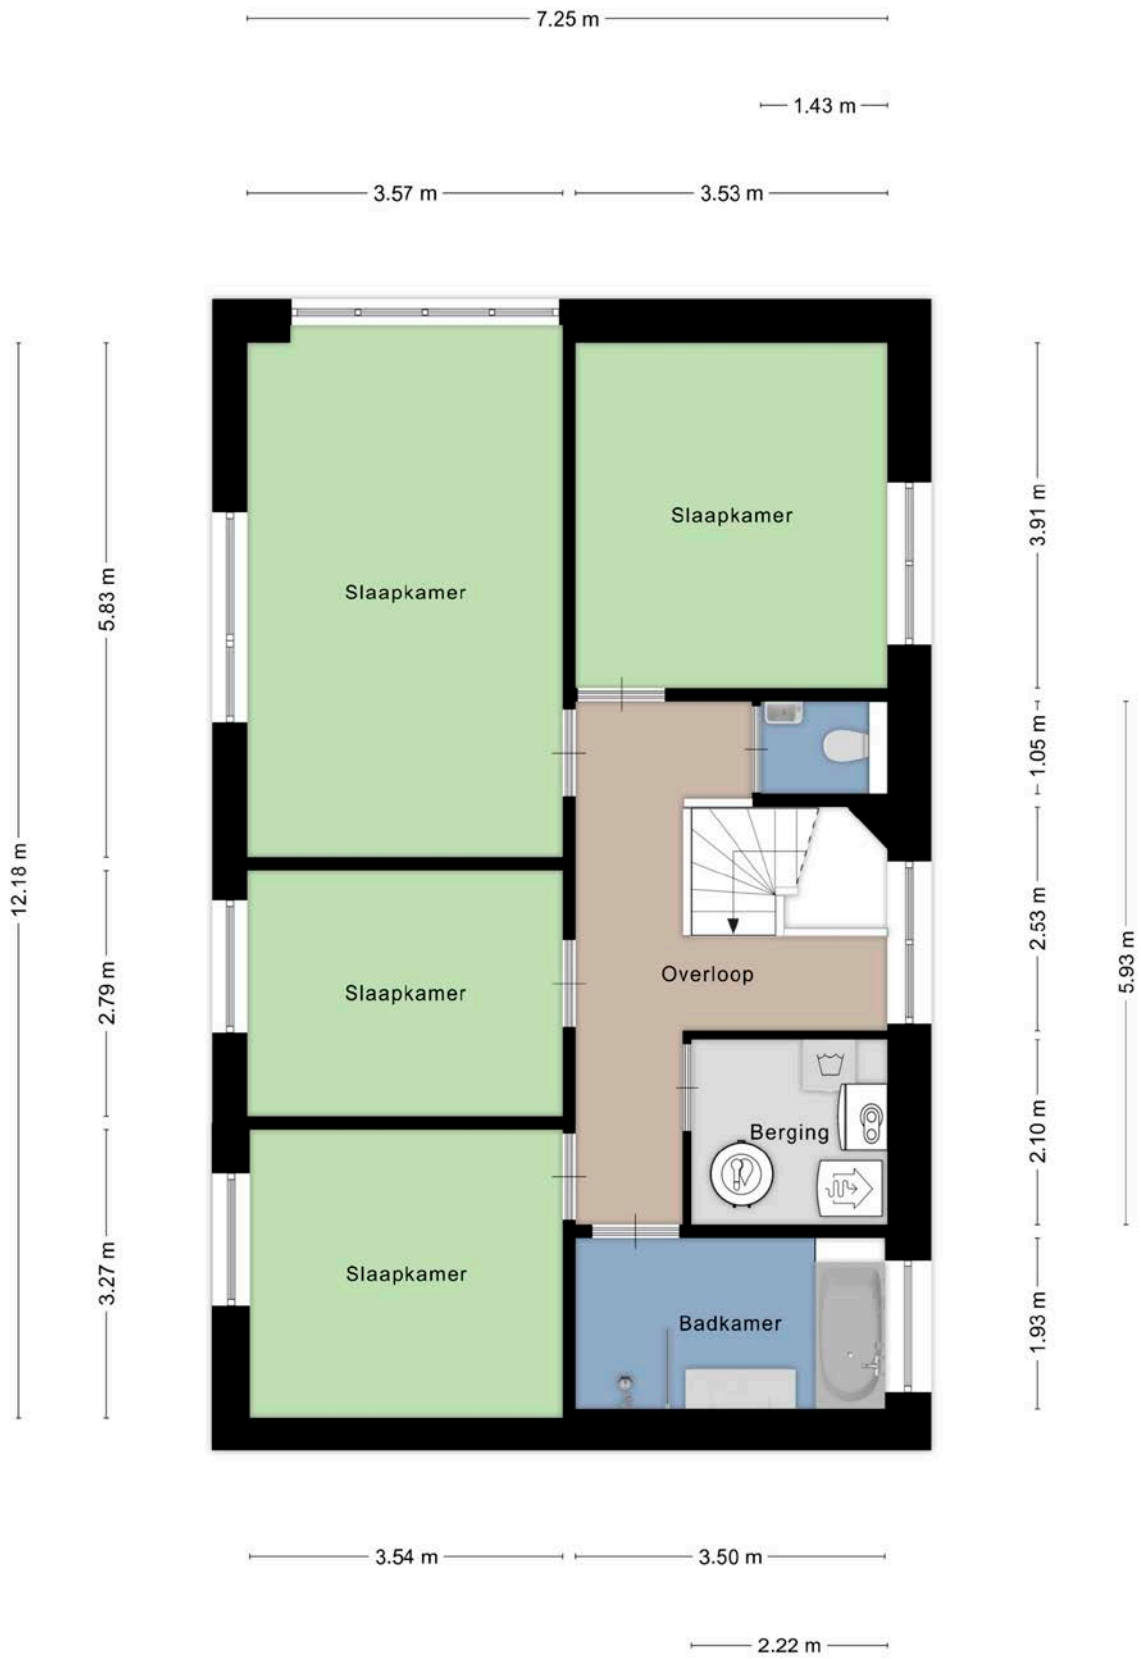 7.25 m
1.43 m
3.57 m
3.53 m
Slaapkamer
3.91 m
5.83 m
Slaapkamer
1.05 m
12.18 m
2.53 m
5.93 m
Overloop
2.79 m
Slaapkamer
Berging
2.10 m
3.27 m
Slaapkamer
Badkamer
1.93 m
3.54 m
3.50 m
2.22 m